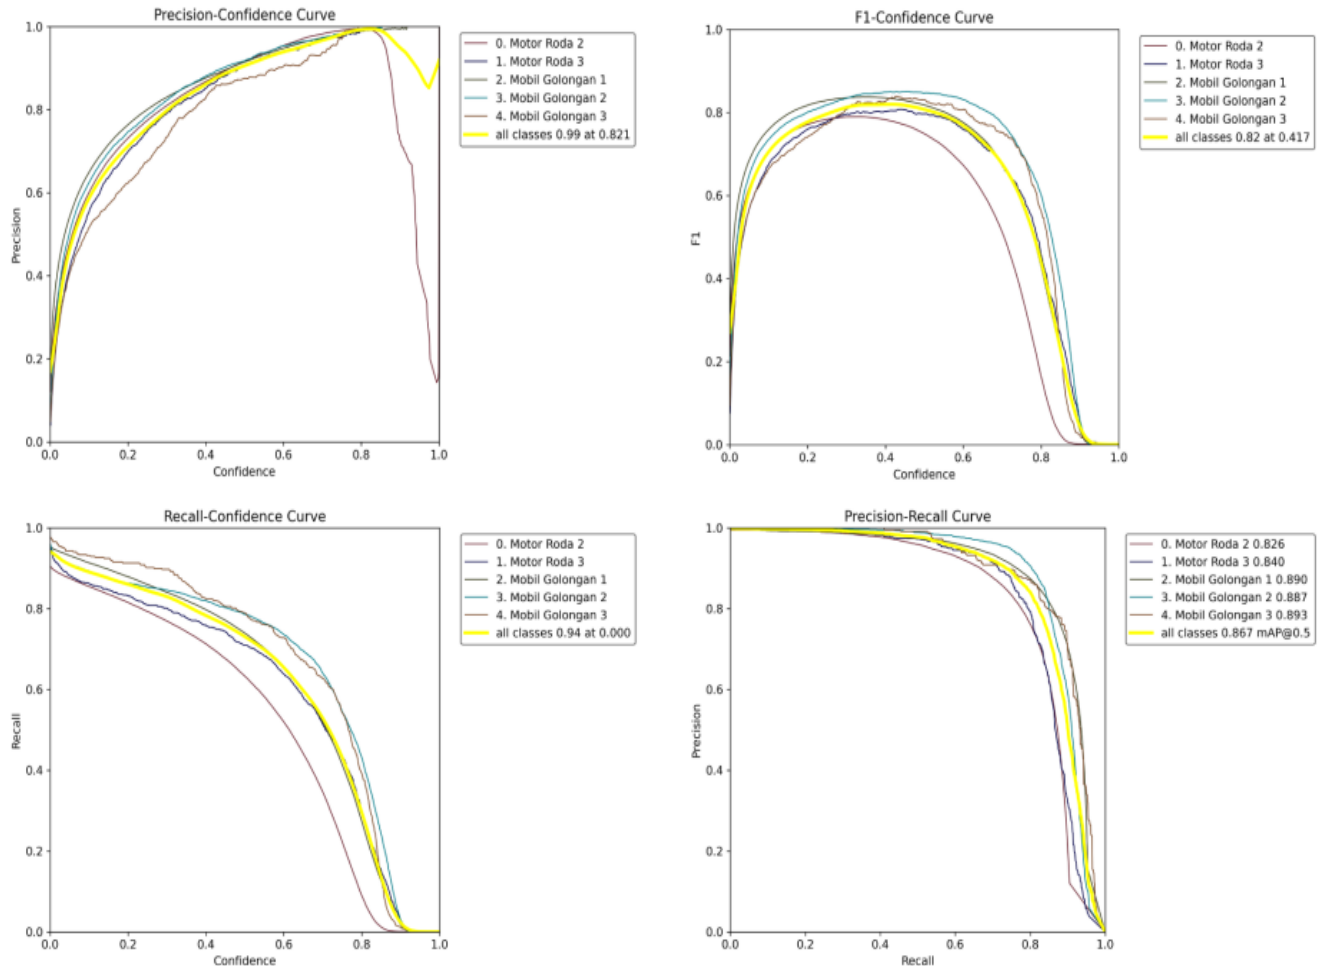 Precision-Confidence Curve
1.0
0.8
0.6
0.4
0.2
0.0
Precision
0.0 0.2 0.4 0.6 0.8 1.0
Confidence
0. Motor Roda 2
1. Motor Roda 3
2. Mobil Golongan 1
3. Mobil Golongan 2
4. Mobil Golongan 3
all classes 0.99 at 0.821
F1-Confidence Curve
1.0
0.8
0.6
0.4
0.2
0.0
F1
0.0 0.2 0.4 0.6 0.8 1.0
Confidence
0. Motor Roda 2
1. Motor Roda 3
2. Mobil Golongan 1
3. Mobil Golongan 2
4. Mobil Golongan 3
all classes 0.82 at 0.417
Recall-Confidence Curve
1.0
0.8
0.6
0.4
0.2
0.0
Recall
0.0 0.2 0.4 0.6 0.8 1.0
Confidence
0. Motor Roda 2
1. Motor Roda 3
2. Mobil Golongan 1
3. Mobil Golongan 2
4. Mobil Golongan 3
all classes 0.94 at 0.000
Precision-Recall Curve
1.0
0.8
0.6
0.4
0.2
0.0
Precision
0.0 0.2 0.4 0.6 0.8 1.0
Recall
0. Motor Roda 2 0.826
1. Motor Roda 3 0.840
2. Mobil Golongan 1 0.890
3. Mobil Golongan 2 0.887
4. Mobil Golongan 3 0.893
all classes 0.867 mAP@0.5